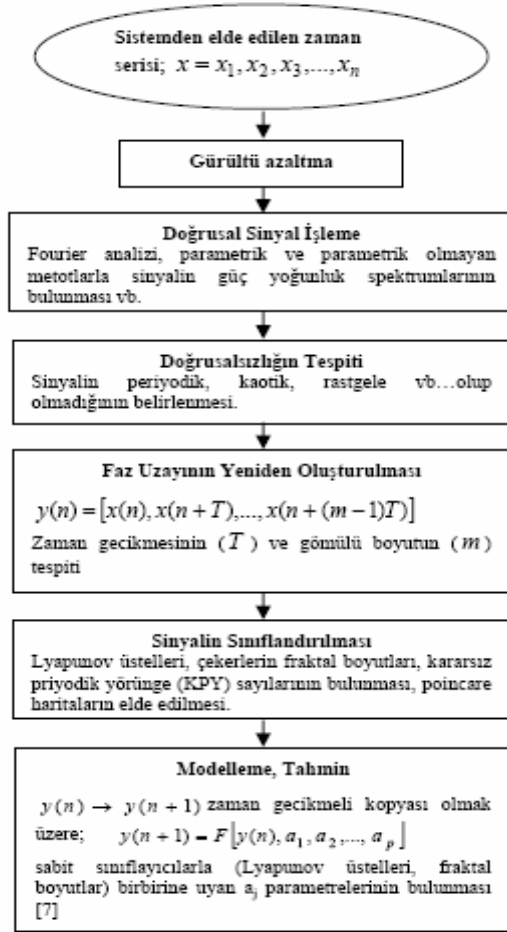 Sistemden elde edilen zaman
serisi; x = x₁, x₂, x₃,..., xₙ
Gürültü azaltma
Doğrusal Sinyal İşleme
Fourier analizi, parametrik ve parametrik olmayan
metotlarla sinyalin güç yoğunluk spektrumlarının
bulunması vb.
Doğrusalsızlığın Tespiti
Sinyalin periyodik, kaotik, rastgele vb…olup
olmadığının belirlenmesi.
Faz Uzayının Yeniden Oluşturulması
y(n) = [x(n), x(n + T),..., x(n + (m − 1)T)]
Zaman gecikmesinin (T) ve gömülü boyutun (m)
tespiti
Sinyalin Sınıflandırılması
Lyapunov üstelleri, çekerlerin fraktal boyutları, kararsız
priyodik yörünge (KPY) sayılarının bulunması, poincare
haritaların elde edilmesi.
Modelleme, Tahmin
y(n) → y(n + 1) zaman gecikmeli kopyası olmak
üzere; y(n + 1) = F[y(n), a₁, a₂,..., aₚ]
sabit sınıflayıcılarla (Lyapunov üstelleri, fraktal
boyutlar) birbirine uyan aⱼ parametrelerinin bulunması
[7]